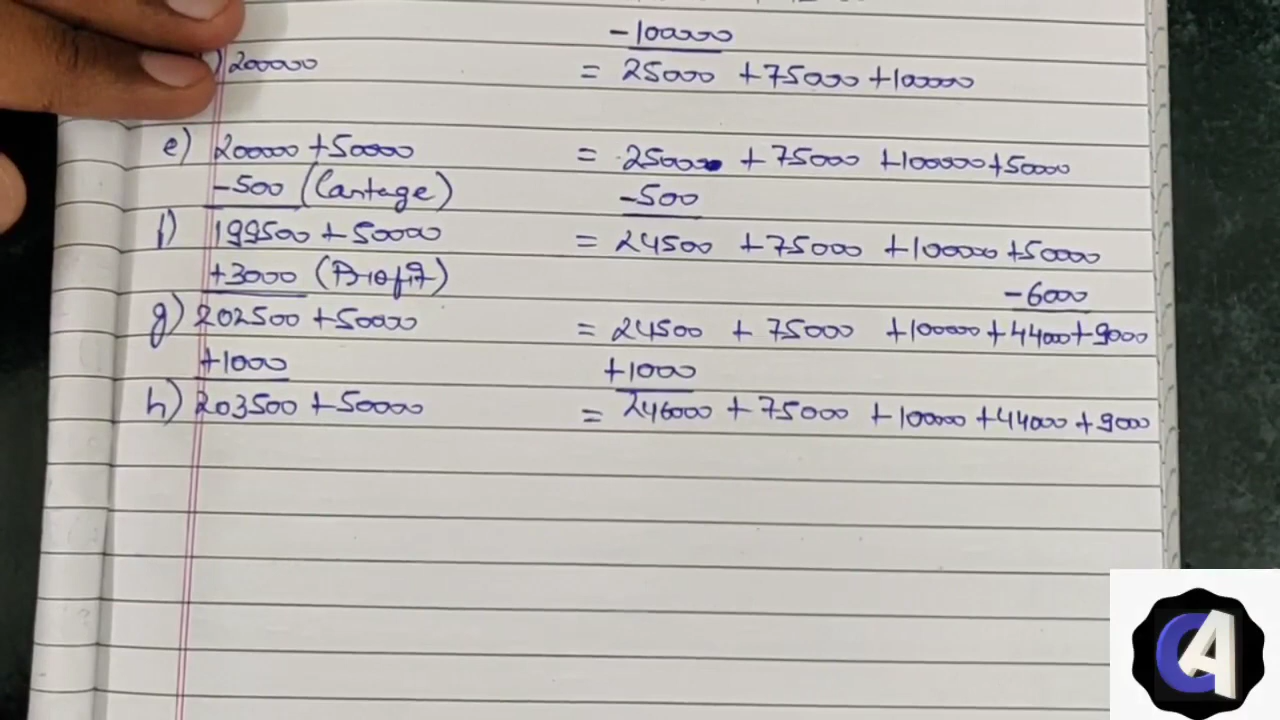 -100000
) 200000 = 25000 +75000 +100000
e) 200000 +50000 = 25000 +75000 +100000 +50000
-500 (Cartage) -500
f) 199500 +50000 = 24500 +75000 +100000 +50000
+3000 (Profit) -6000
g) 202500 +50000 = 24500 + 75000 +100000 +44000 +9000
+1000 +1000
h) 203500 +50000 = 246000 +75000 +100000 +44000 +9000
CA